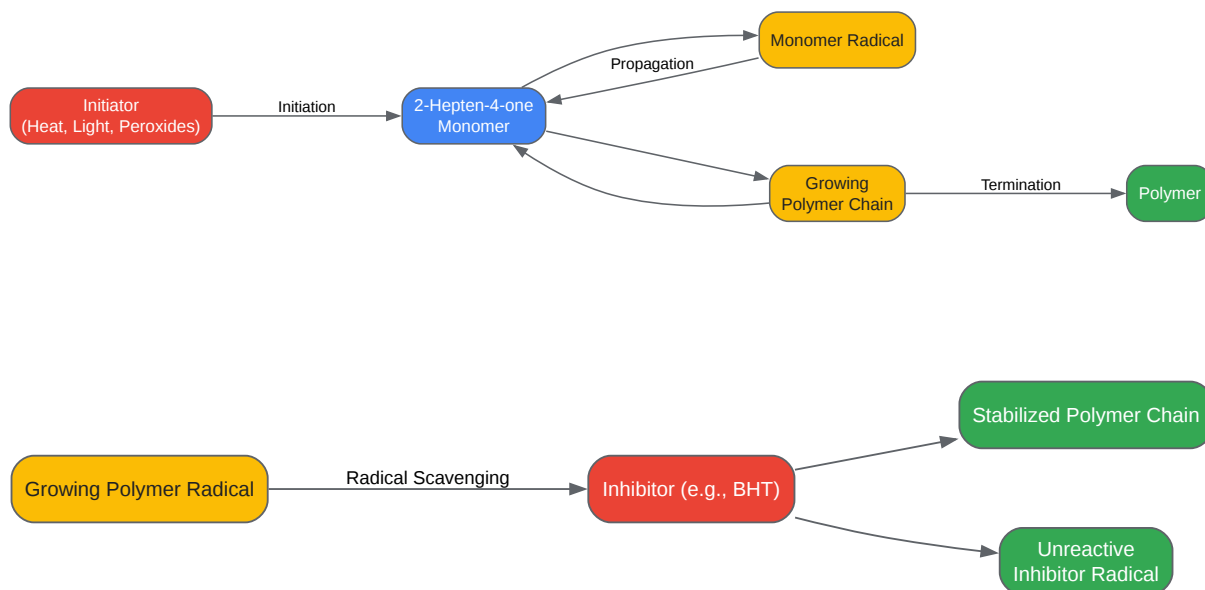 Monomer Radical
Propagation
Initiator
(Heat, Light, Peroxides)
Initiation
2-Hepten-4-one
Monomer
Growing
Polymer Chain
Termination
Polymer
Stabilized Polymer Chain
Growing Polymer Radical
Radical Scavenging
Inhibitor (e.g., BHT)
Unreactive
Inhibitor Radical